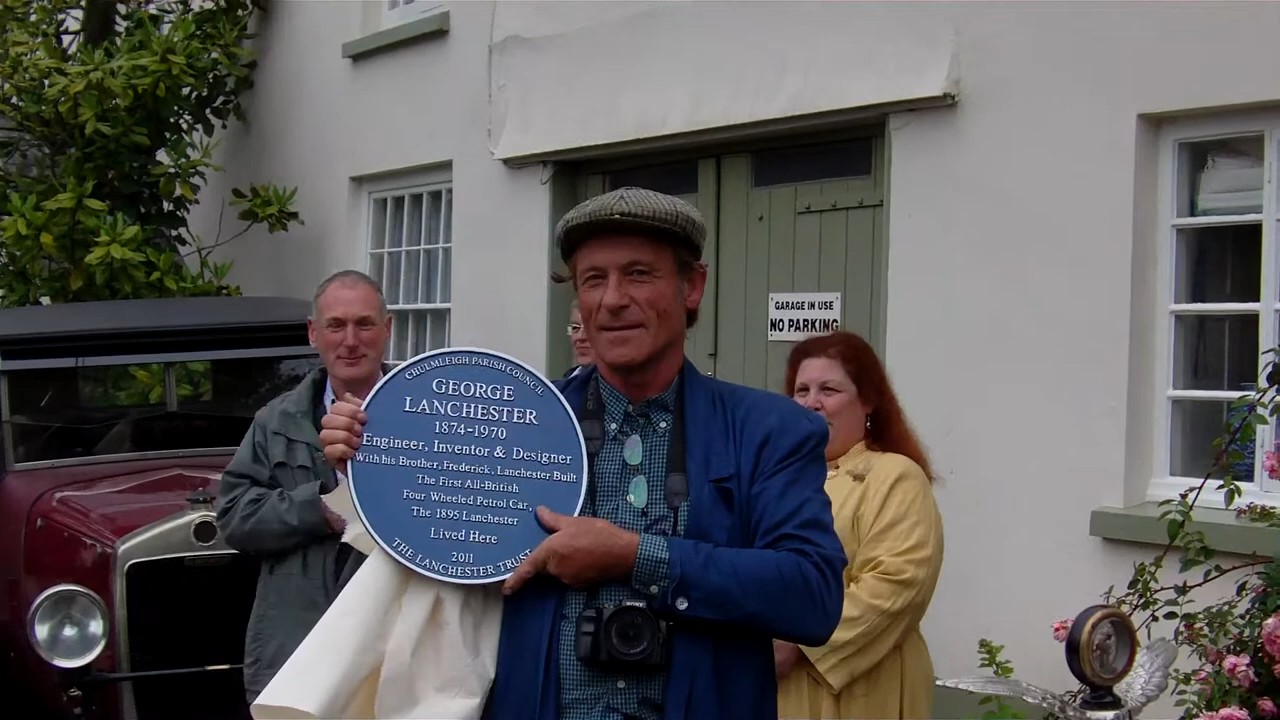 GARAGE IN USE
NO PARKING
CHULMLEIGH PARISH COUNCIL
GEORGE
LANCHESTER
1874-1970
Engineer, Inventor & Designer
With his Brother, Frederick, Lanchester Built
The First All-British
Four Wheeled Petrol Car,
The 1895 Lanchester
Lived Here
2011
THE LANCHESTER TRUST
SONY